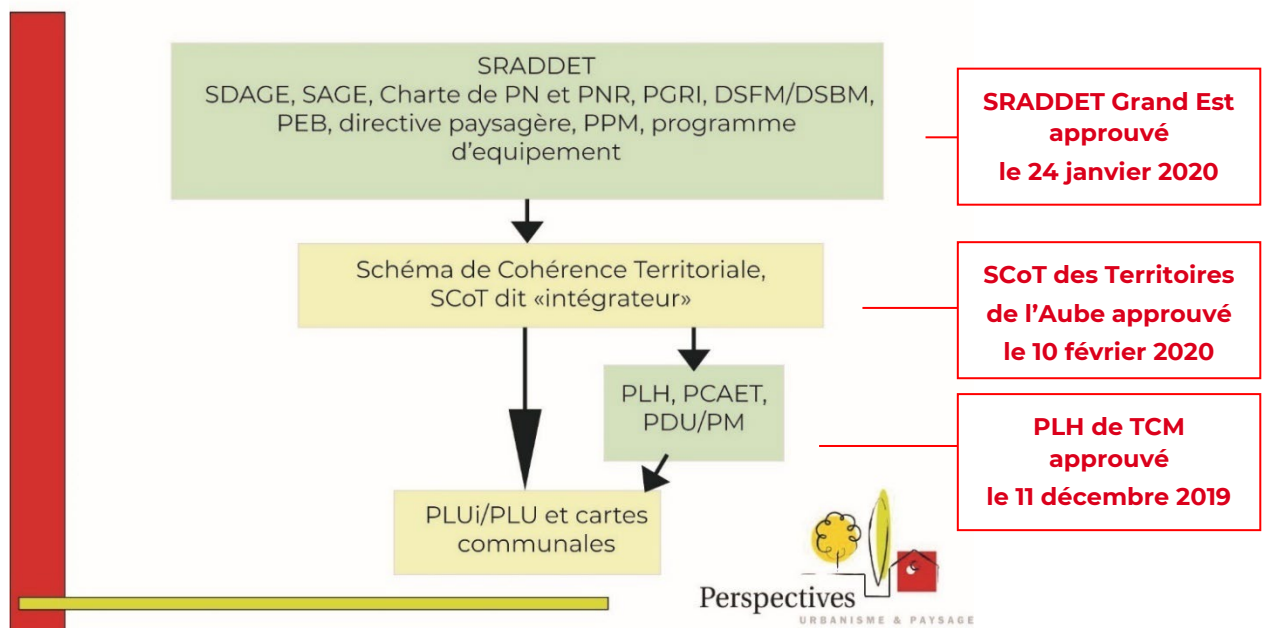 SRADDET
SDAGE, SAGE, Charte de PN et PNR, PGRI, DSFM/DSBM,
PEB, directive paysagère, PPM, programme
d'equipement
SRADDET Grand Est
approuvé
le 24 janvier 2020
Schéma de Cohérence Territoriale,
SCoT dit «intégrateur»
SCoT des Territoires
de l'Aube approuvé
le 10 février 2020
PLH, PCAET,
PDU/PM
PLH de TCM
approuvé
le 11 décembre 2019
PLUi/PLU et cartes
communales
Perspectives
URBANISME & PAYSAGE